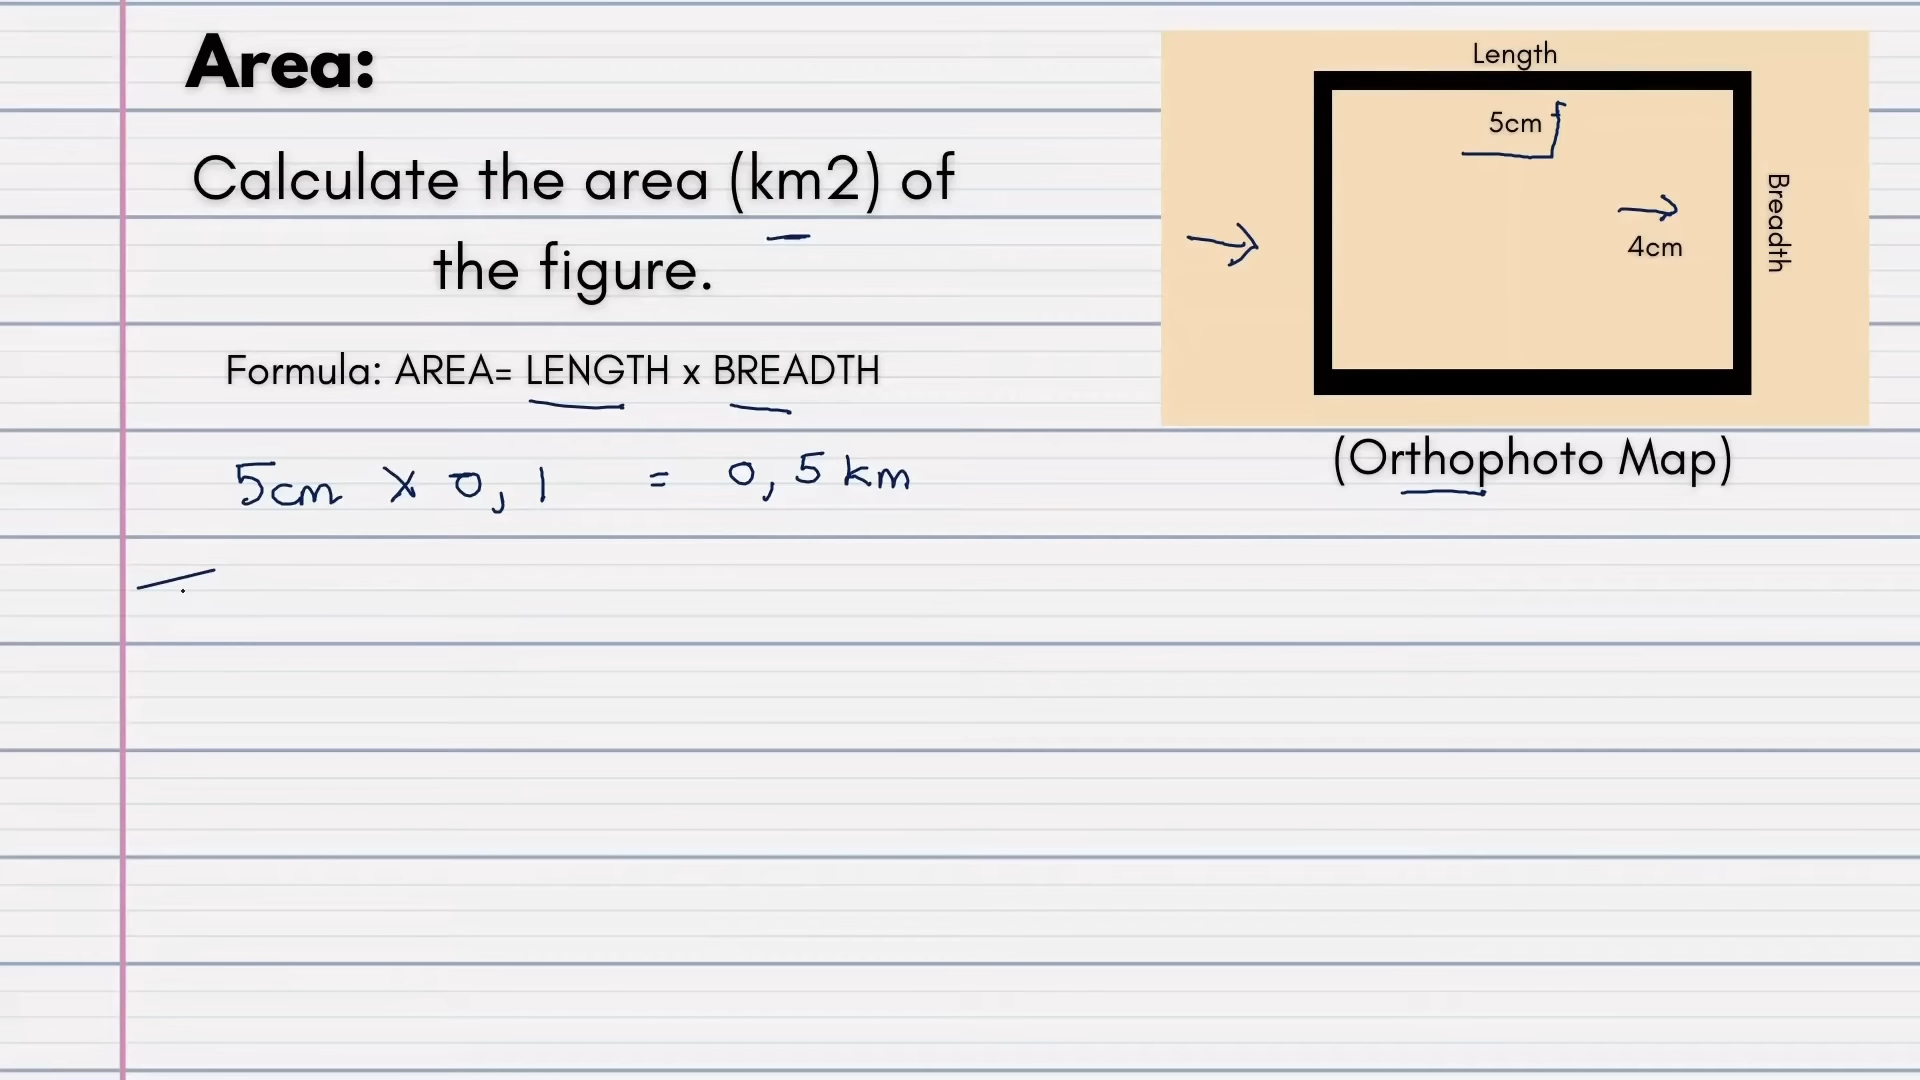 Area:
Calculate the area (km2) of
the figure.
Formula: AREA= LENGTH x BREADTH
5cm x 0,1 = 0,5 km
Length
5cm
4cm
Breadth
(Orthophoto Map)